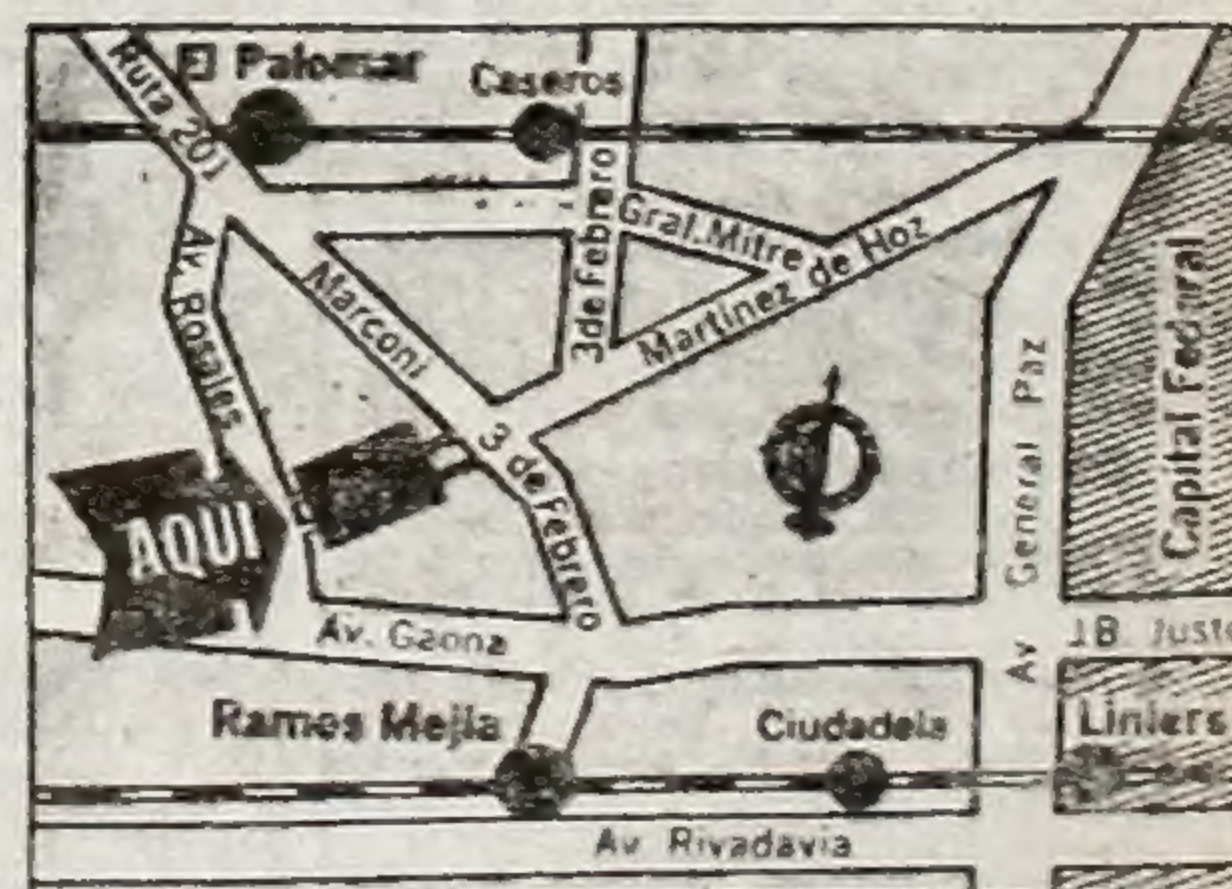 El Palomar
Caseros
Ruta 201
3 de Febrero
Gral. Mitre
Martinez de Hoz
Av. Rosales
Marconi
Capital Federal
General Paz
Av
3 de Febrero
AQUI
Av. Gaona
J.B. Justo
Ramos Mejia
Ciudadela
Liniers
Av Rivadavia